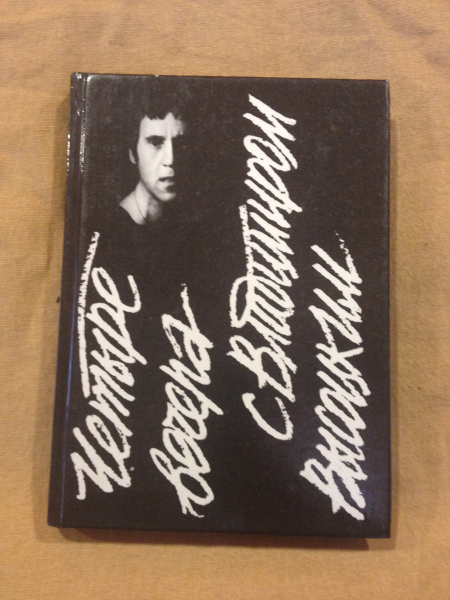 Четыре
вечера
с Владимиром
Высоцким